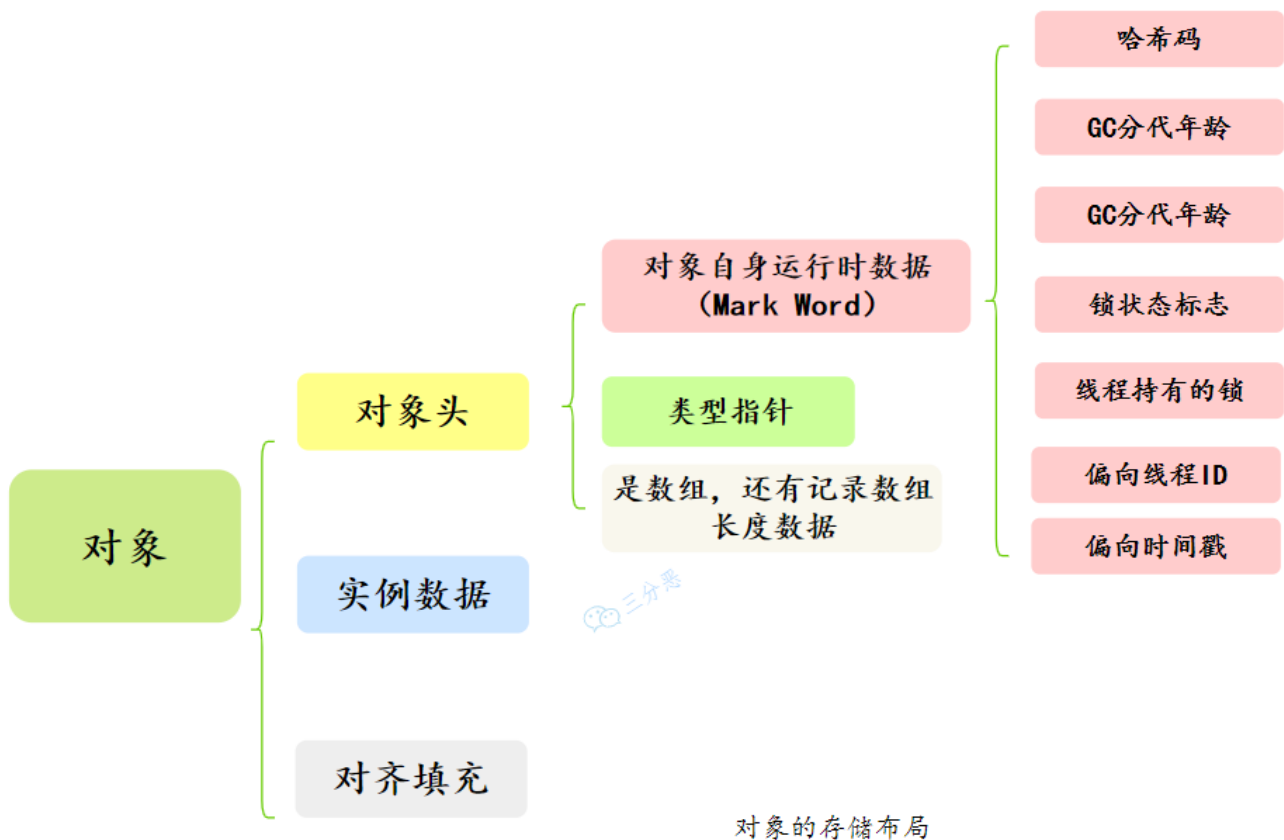 对象
对象头
实例数据
对齐填充
对象自身运行时数据
（Mark Word）
类型指针
是数组，还有记录数组
长度数据
哈希码
GC分代年龄
GC分代年龄
锁状态标志
线程持有的锁
偏向线程ID
偏向时间戳
三分恶
对象的存储布局